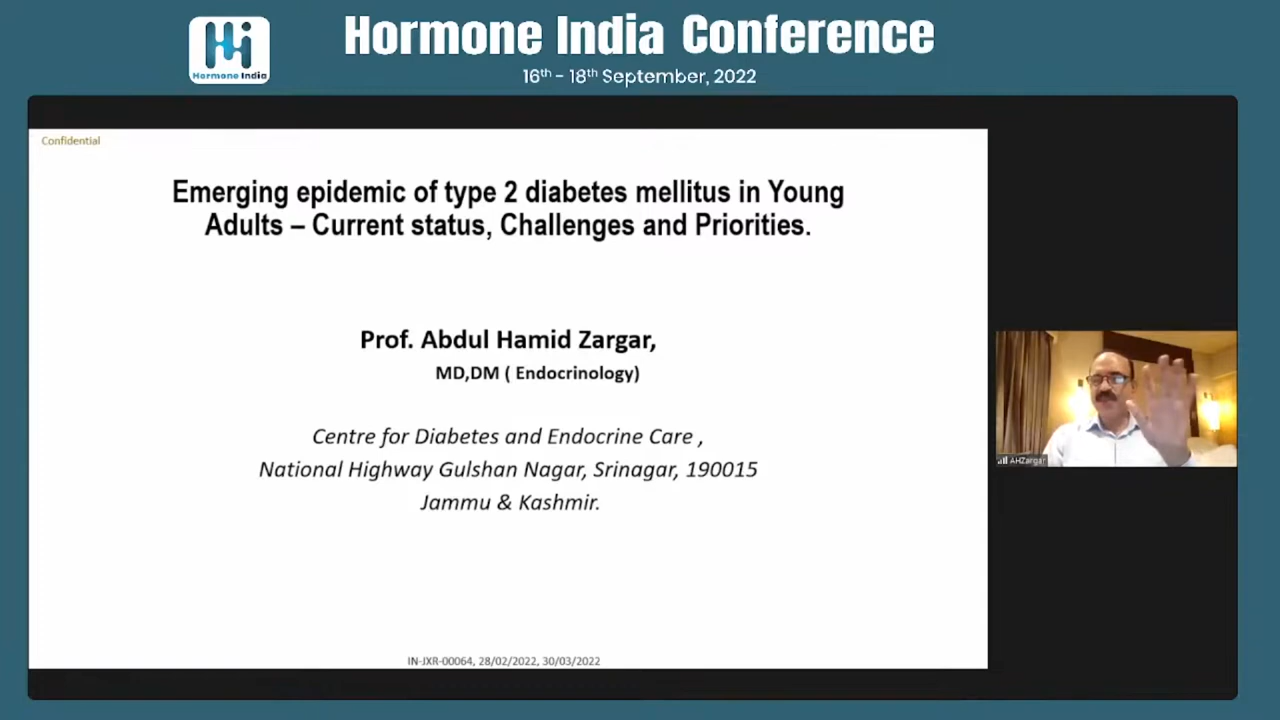 Hormone India Conference
Hormone India
16th - 18th September, 2022
Confidential
Emerging epidemic of type 2 diabetes mellitus in Young
Adults – Current status, Challenges and Priorities.
Prof. Abdul Hamid Zargar,
MD,DM ( Endocrinology)
Centre for Diabetes and Endocrine Care ,
National Highway Gulshan Nagar, Srinagar, 190015
Jammu & Kashmir.
AHZargar
IN-JXR-00064, 28/02/2022, 30/03/2022